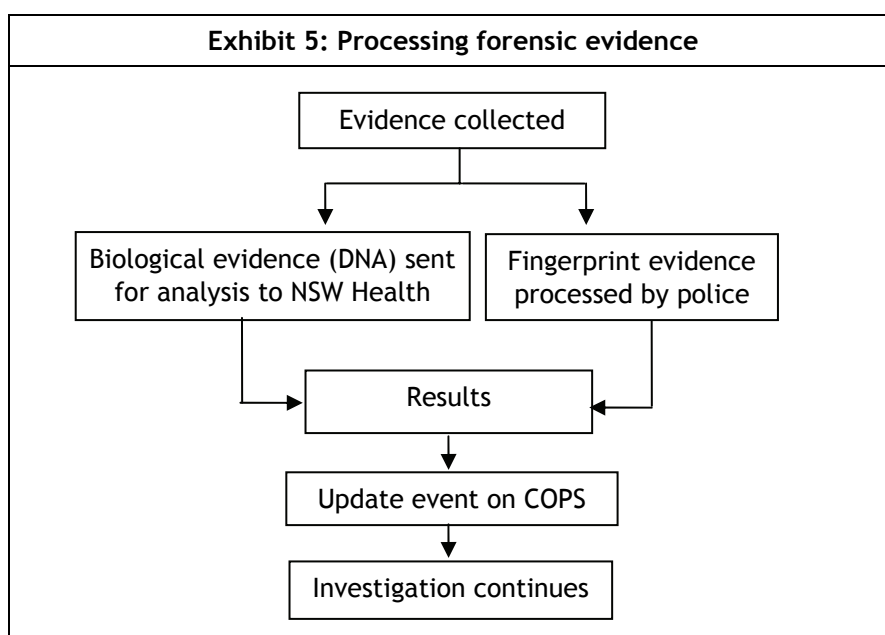 Exhibit 5: Processing forensic evidence
Evidence collected
Biological evidence (DNA) sent
for analysis to NSW Health
Fingerprint evidence
processed by police
Results
Update event on COPS
Investigation continues